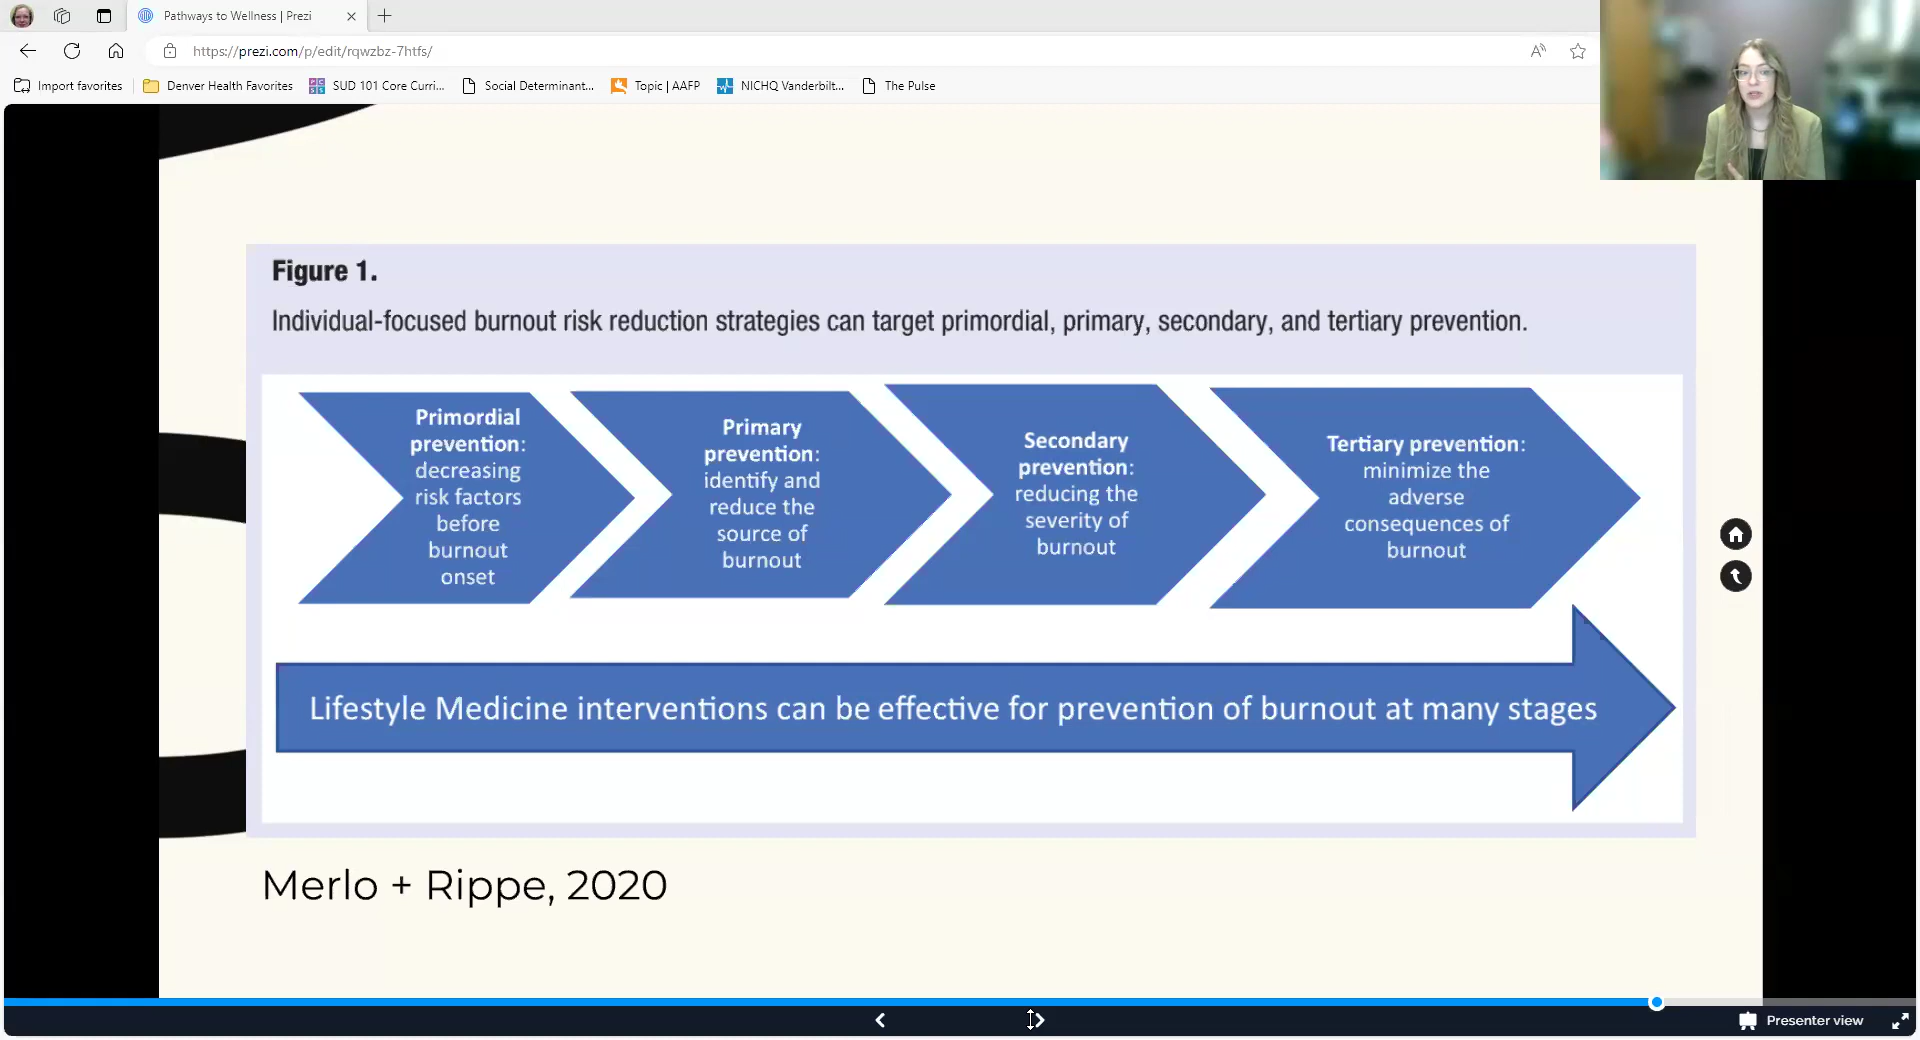 Pathways to Wellness | Prezi
https://prezi.com/p/edit/rqwzbz-7htfs/
Import favorites
Denver Health Favorites
SUD 101 Core Curri...
Social Determinant...
Topic | AAFP
NICHQ Vanderbilt...
The Pulse
Figure 1.
Individual-focused burnout risk reduction strategies can target primordial, primary, secondary, and tertiary prevention.
Primordial
prevention:
decreasing
risk factors
before
burnout
onset
Primary
prevention:
identify and
reduce the
source of
burnout
Secondary
prevention:
reducing the
severity of
burnout
Tertiary prevention:
minimize the
adverse
consequences of
burnout
Lifestyle Medicine interventions can be effective for prevention of burnout at many stages
Merlo + Rippe, 2020
Presenter view